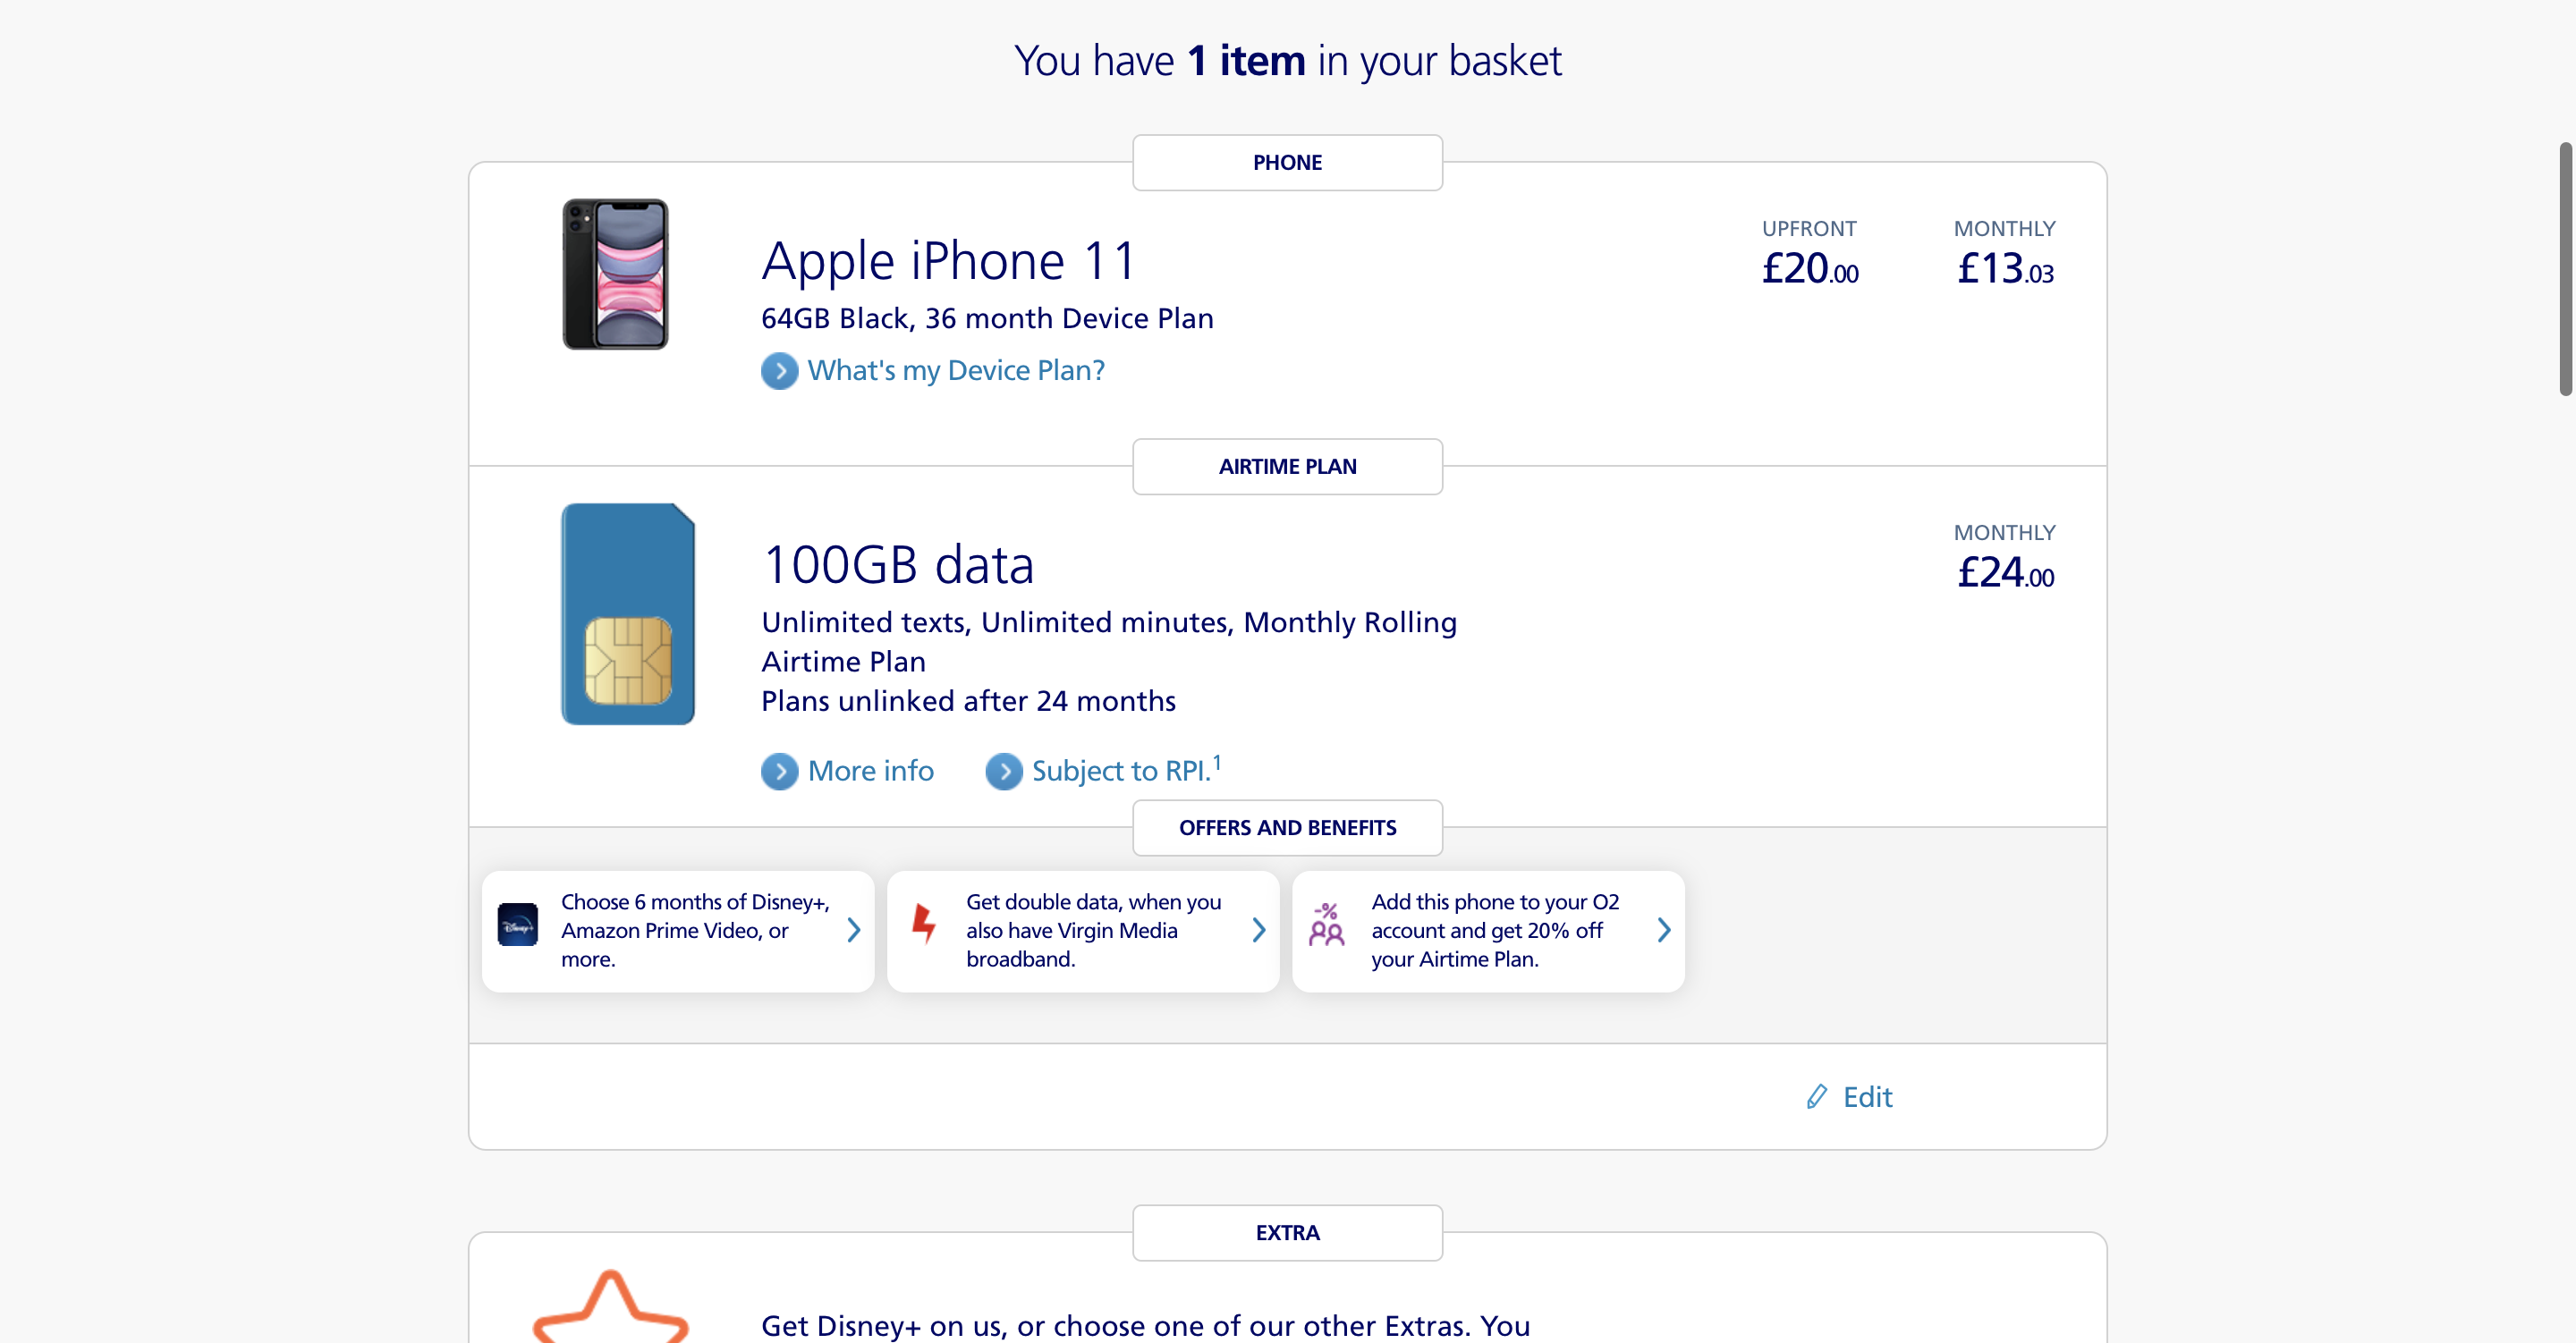 You have 1 item in your basket
PHONE
Apple iPhone 11
64GB Black, 36 month Device Plan
What's my Device Plan?
UPFRONT
£20.00
MONTHLY
£13.03
AIRTIME PLAN
100GB data
Unlimited texts, Unlimited minutes, Monthly Rolling
Airtime Plan
Plans unlinked after 24 months
More info
Subject to RPI.1
MONTHLY
£24.00
OFFERS AND BENEFITS
Disney+
Choose 6 months of Disney+,
Amazon Prime Video, or
more.
Get double data, when you
also have Virgin Media
broadband.
-%
Add this phone to your O2
account and get 20% off
your Airtime Plan.
Edit
EXTRA
Get Disney+ on us, or choose one of our other Extras. You